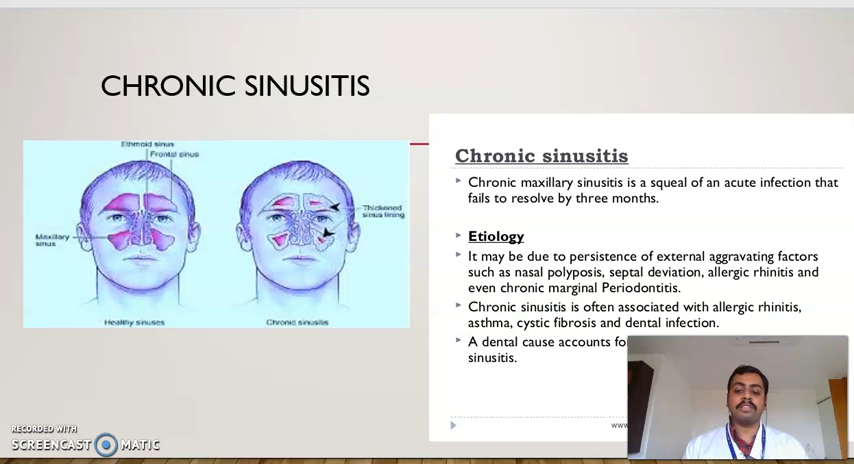 CHRONIC SINUSITIS
Ethmoid sinus
Frontal sinus
Thickened
sinus lining
Maxillary
sinus
Healthy sinuses
Chronic sinusitis
Chronic sinusitis
Chronic maxillary sinusitis is a squeal of an acute infection that
fails to resolve by three months.
Etiology
It may be due to persistence of external aggravating factors
such as nasal polyposis, septal deviation, allergic rhinitis and
even chronic marginal Periodontitis.
Chronic sinusitis is often associated with allergic rhinitis,
asthma, cystic fibrosis and dental infection.
A dental cause accounts
sinusitis.
RECORDED WITH
SCREENCAST MATIC